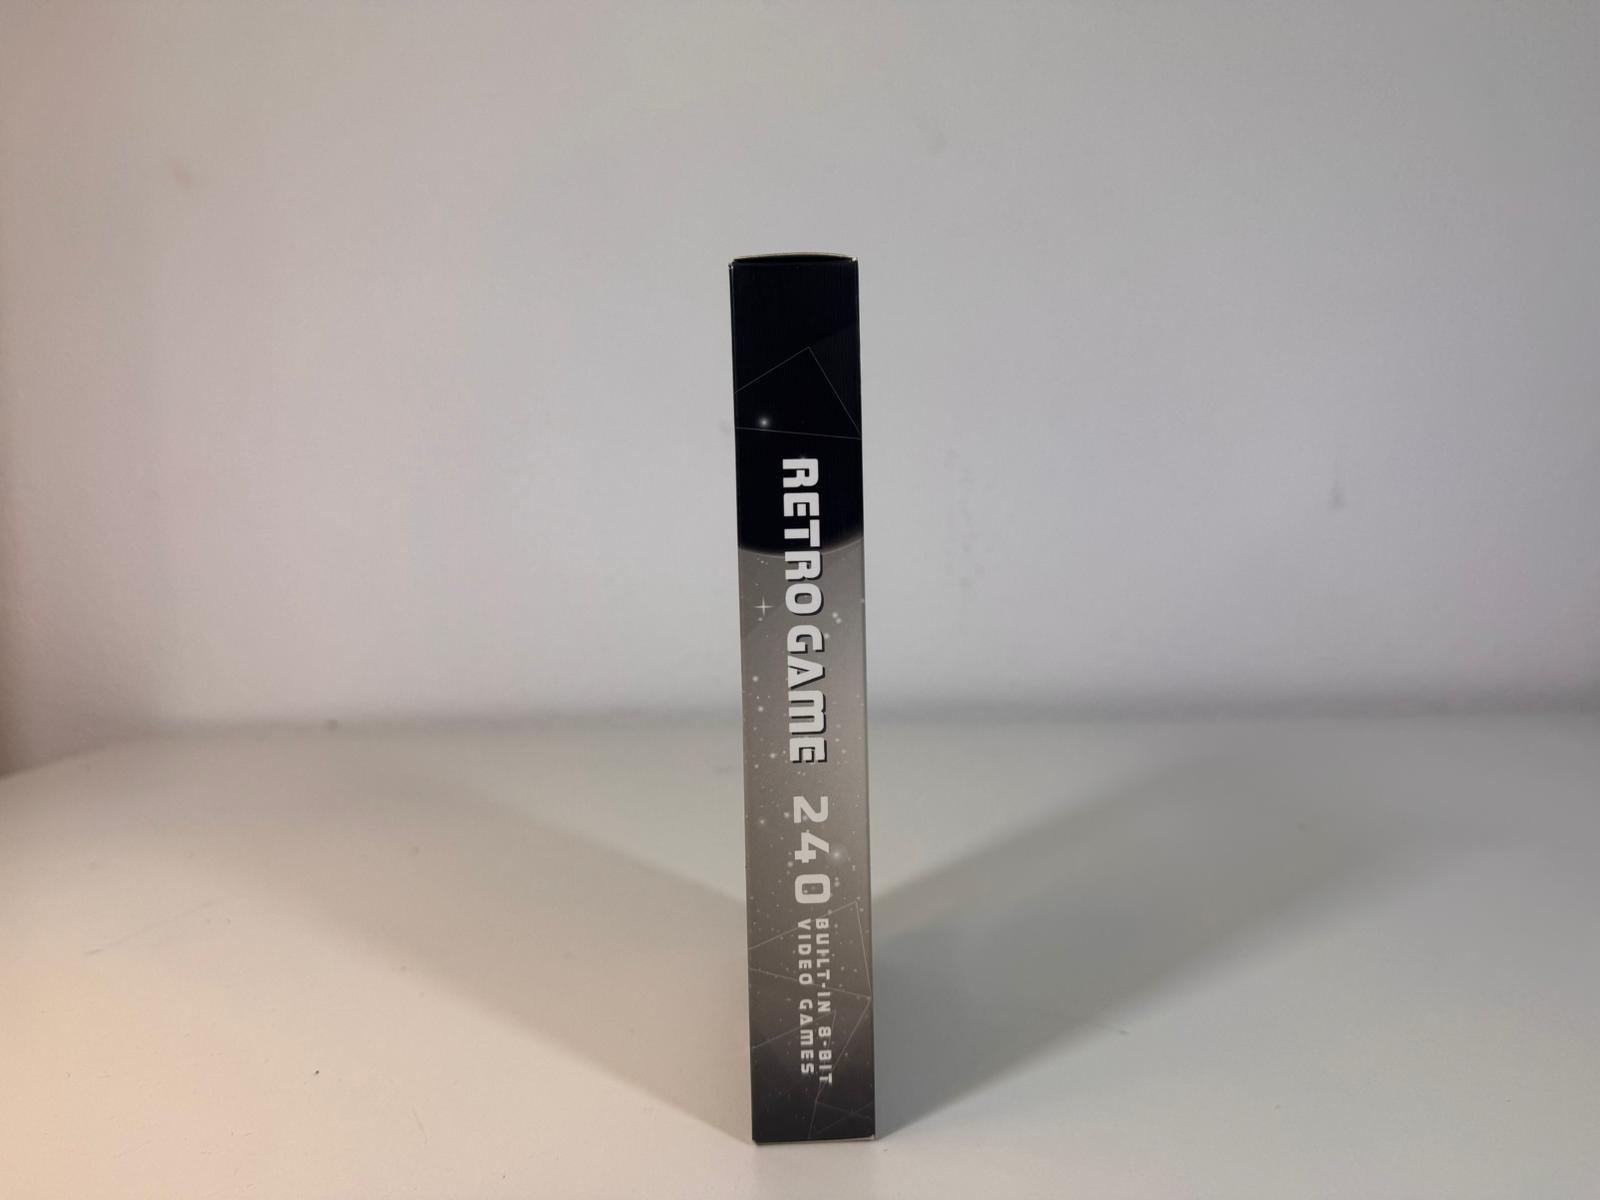 RETRO GAME
240
BUILT-IN 8-BIT
VIDEO GAMES